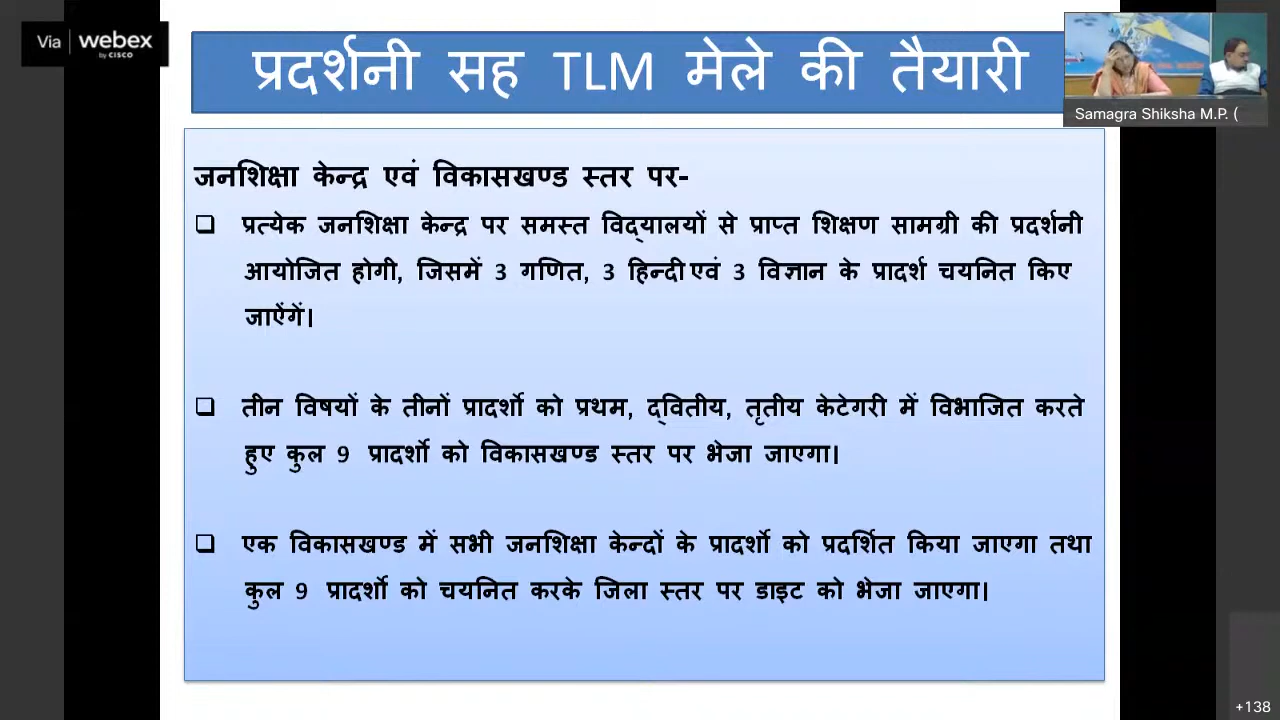 Via webex
by CISCO
प्रदर्शनी सह TLM मेले की तैयारी
Samagra Shiksha M.P. (
जनशिक्षा केन्द्र एवं विकासखण्ड स्तर पर-
❑ प्रत्येक जनशिक्षा केन्द्र पर समस्त विद्यालयों से प्राप्त शिक्षण सामग्री की प्रदर्शनी
आयोजित होगी, जिसमें 3 गणित, 3 हिन्दी एवं 3 विज्ञान के प्रादर्श चयनित किए
जाऐंगें।
❑ तीन विषयों के तीनों प्रादर्शो को प्रथम, द्वितीय, तृतीय केटेगरी में विभाजित करते
हुए कुल 9 प्रादर्शो को विकासखण्ड स्तर पर भेजा जाएगा।
❑ एक विकासखण्ड में सभी जनशिक्षा केन्दों के प्रादर्शो को प्रदर्शित किया जाएगा तथा
कुल 9 प्रादर्शो को चयनित करके जिला स्तर पर डाइट को भेजा जाएगा।
+138